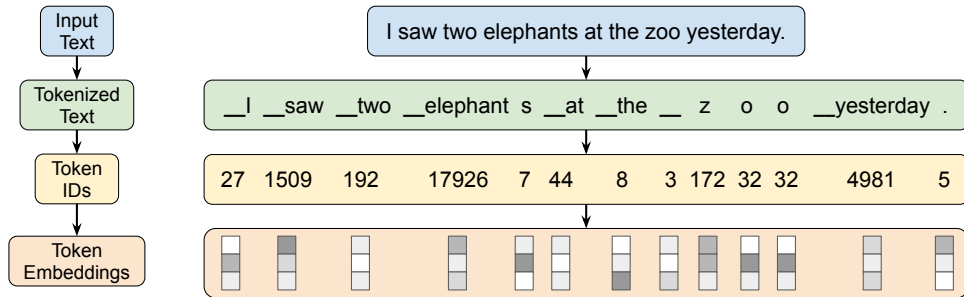 Input
Text
I saw two elephants at the zoo yesterday.
Tokenized
Text
__I __saw __two __elephant s __at __the __ z o o __yesterday .
Token
IDs
27 1509 192 17926 7 44 8 3 172 32 32 4981 5
Token
Embeddings